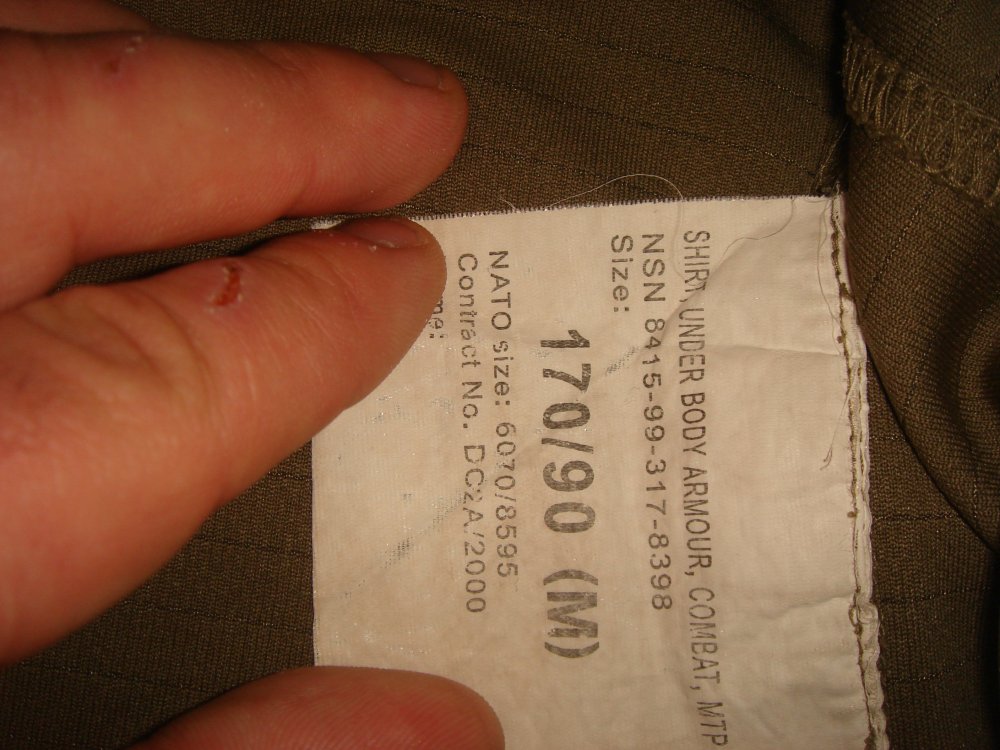 SHIRT, UNDER BODY ARMOUR, COMBAT, MTP
NSN 8415-99-317-8398
Size:
170/90 (M)
NATO size: 6070/8595
Contract No. DC2A/2000